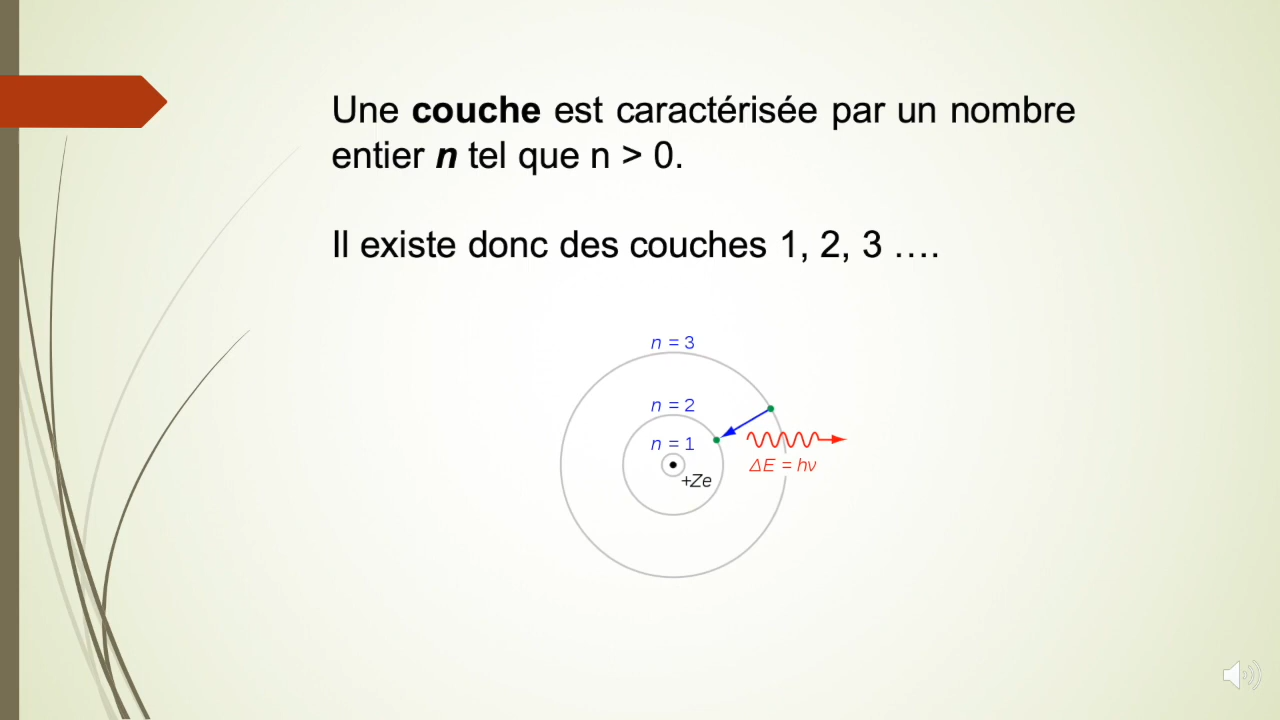 Une couche est caractérisée par un nombre
entier n tel que n > 0.
Il existe donc des couches 1, 2, 3 ….
n = 3
n = 2
n = 1
+Ze
ΔE = hν